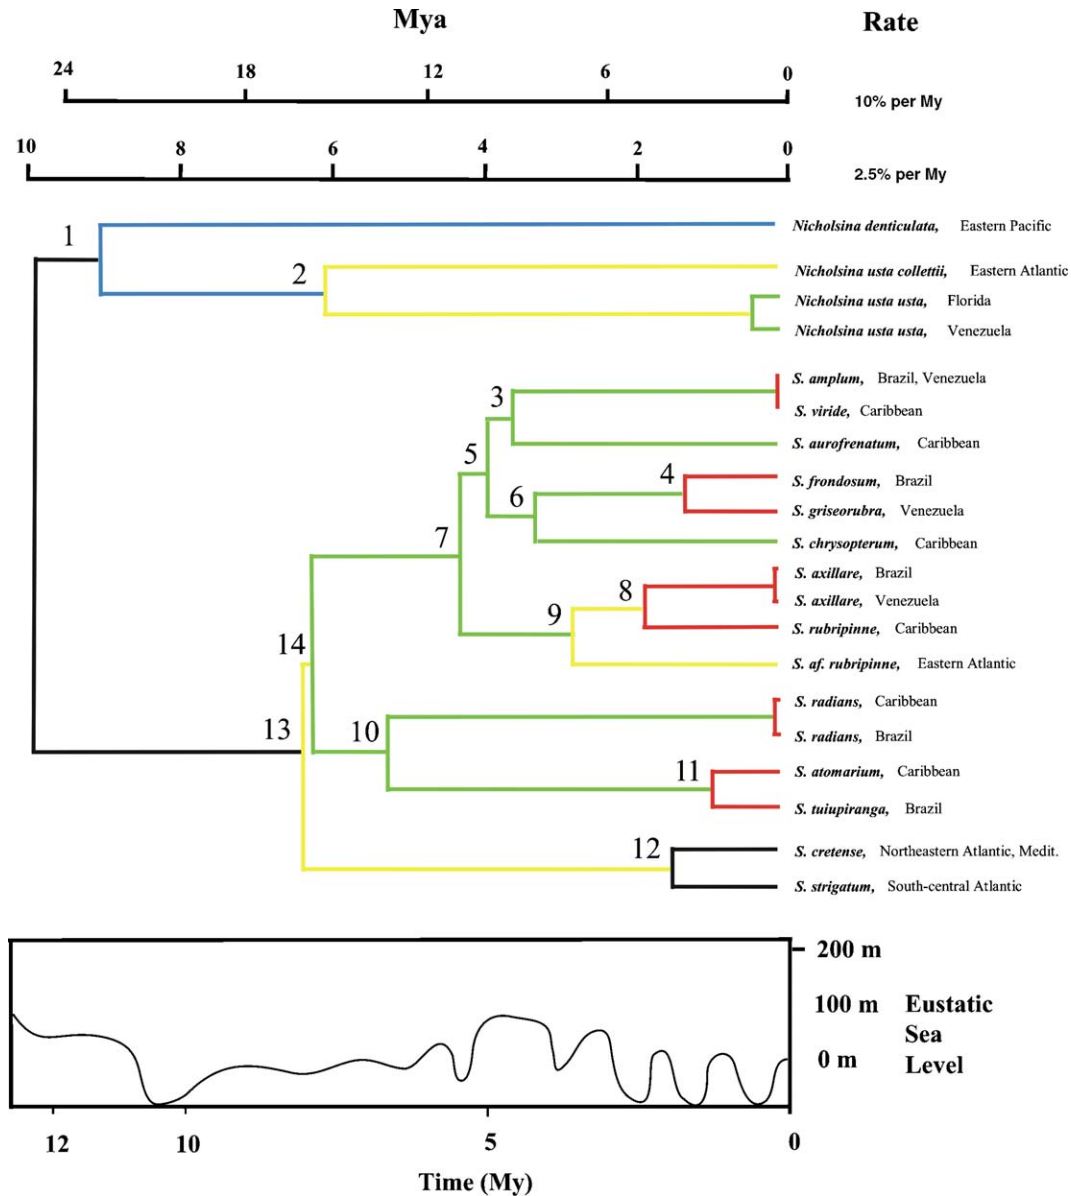 Mya Rate
24 18 12 6 0
10% per My
10 8 6 4 2 0
2.5% per My
1
Nicholsina denticulata, Eastern Pacific
2
Nicholsina usta collettii, Eastern Atlantic
Nicholsina usta usta, Florida
Nicholsina usta usta, Venezuela
S. amplum, Brazil, Venezuela
3
S. viride, Caribbean
S. aurofrenatum, Caribbean
5
4
S. frondosum, Brazil
6
S. griseorubra, Venezuela
7
S. chrysopterum, Caribbean
S. axillare, Brazil
8
S. axillare, Venezuela
9
S. rubripinne, Caribbean
14
S. af. rubripinne, Eastern Atlantic
S. radians, Caribbean
13 10
S. radians, Brazil
11
S. atomarium, Caribbean
S. tuiupiranga, Brazil
12
S. cretense, Northeastern Atlantic, Medit.
S. strigatum, South-central Atlantic
200 m
100 m Eustatic
Sea
0 m Level
12 10 5 0
Time (My)